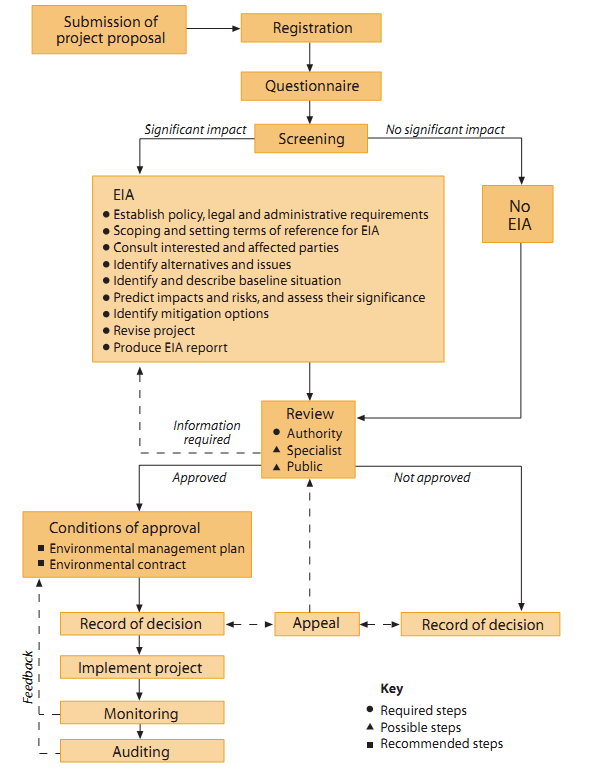 Submission of
project proposal
Registration
Questionnaire
Significant impact
Screening
No significant impact
EIA
● Establish policy, legal and administrative requirements
● Scoping and setting terms of reference for EIA
● Consult interested and affected parties
● Identify alternatives and issues
● Identify and describe baseline situation
● Predict impacts and risks, and assess their significance
● Identify mitigation options
● Revise project
● Produce EIA reporrt
No
EIA
Information
required
Review
● Authority
▲ Specialist
▲ Public
Approved
Not approved
Conditions of approval
■ Environmental management plan
■ Environmental contract
Record of decision
Appeal
Record of decision
Implement project
Feedback
Monitoring
Auditing
Key
● Required steps
▲ Possible steps
■ Recommended steps